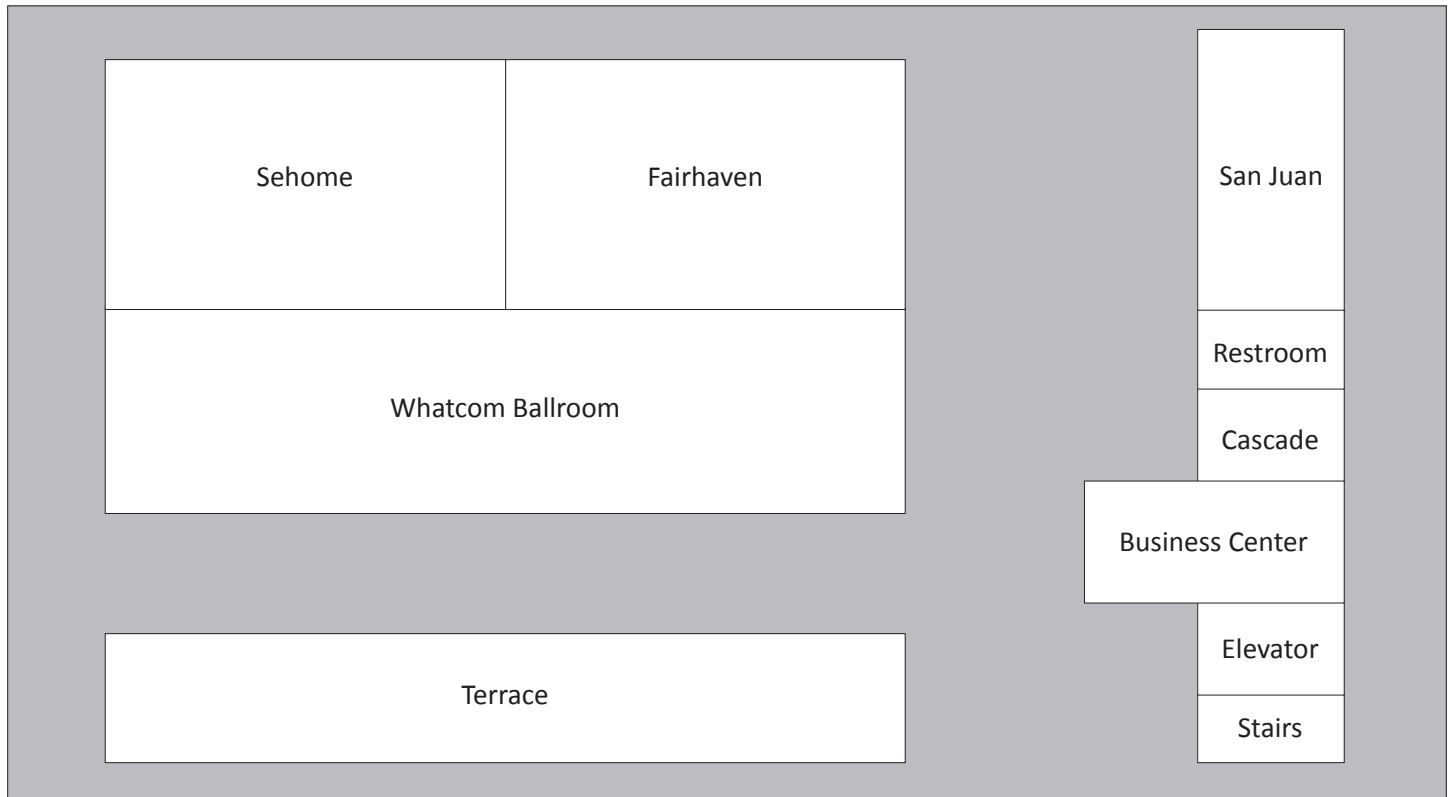 Sehome
Fairhaven
San Juan
Restroom
Whatcom Ballroom
Cascade
Business Center
Elevator
Terrace
Stairs